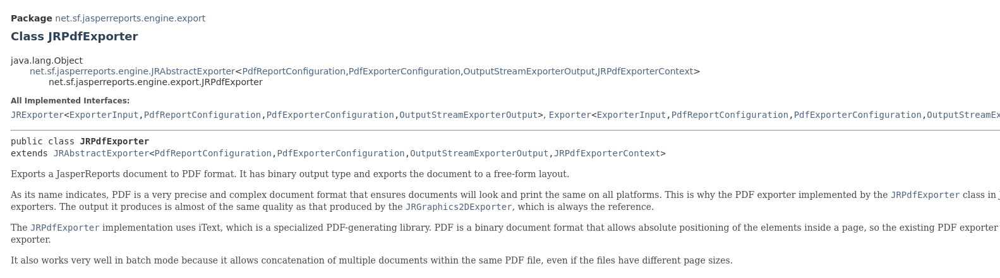 Package net.sf.jasperreports.engine.export
Class JRPdfExporter
java.lang.Object
net.sf.jasperreports.engine.JRAbstractExporter<PdfReportConfiguration,PdfExporterConfiguration,OutputStreamExporterOutput,JRPdfExporterContext>
net.sf.jasperreports.engine.export.JRPdfExporter
All Implemented Interfaces:
JRExporter<ExporterInput,PdfReportConfiguration,PdfExporterConfiguration,OutputStreamExporterOutput>, Exporter<ExporterInput,PdfReportConfiguration,PdfExporterConfiguration,OutputStreamEx
public class JRPdfExporter
extends JRAbstractExporter<PdfReportConfiguration,PdfExporterConfiguration,OutputStreamExporterOutput,JRPdfExporterContext>
Exports a JasperReports document to PDF format. It has binary output type and exports the document to a free-form layout.
As its name indicates, PDF is a very precise and complex document format that ensures documents will look and print the same on all platforms. This is why the PDF exporter implemented by the JRPdfExporter class in
exporters. The output it produces is almost of the same quality as that produced by the JRGraphics2DExporter, which is always the reference.
The JRPdfExporter implementation uses iText, which is a specialized PDF-generating library. PDF is a binary document format that allows absolute positioning of the elements inside a page, so the existing PDF exporter
exporter.
It also works very well in batch mode because it allows concatenation of multiple documents within the same PDF file, even if the files have different page sizes.